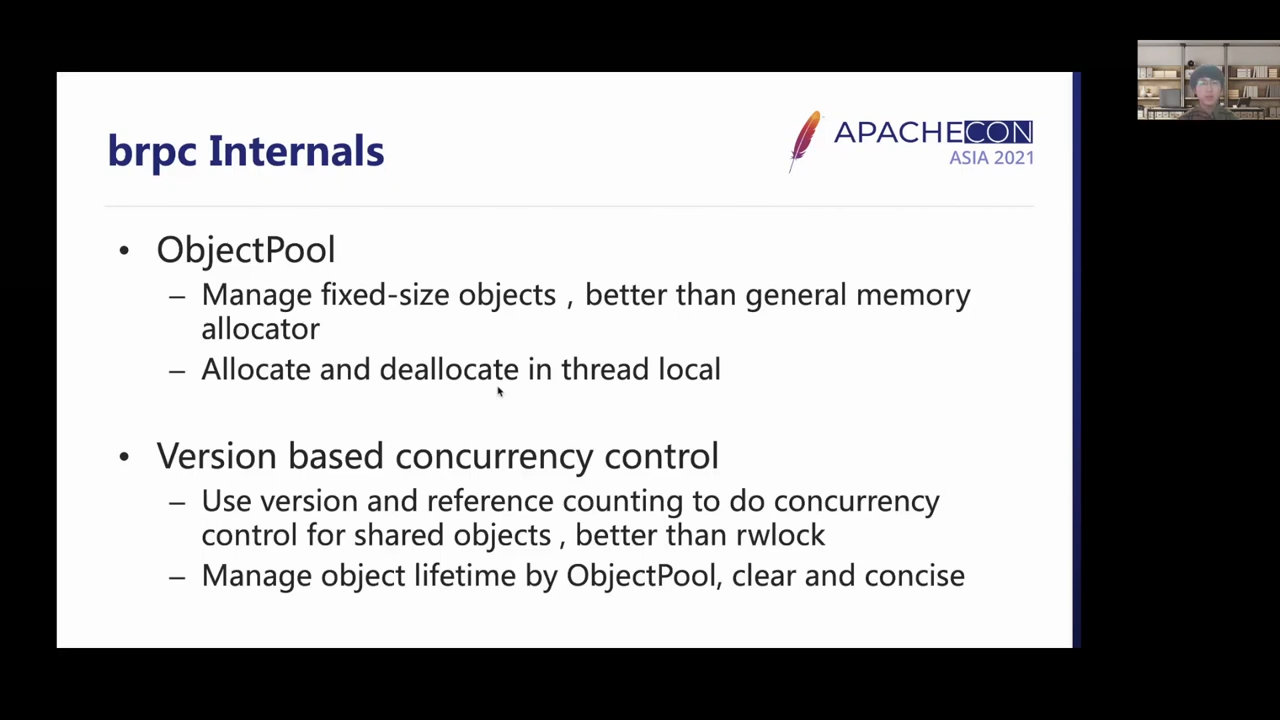 brpc Internals
APACHECON
ASIA 2021
• ObjectPool
– Manage fixed-size objects , better than general memory
allocator
– Allocate and deallocate in thread local
• Version based concurrency control
– Use version and reference counting to do concurrency
control for shared objects , better than rwlock
– Manage object lifetime by ObjectPool, clear and concise